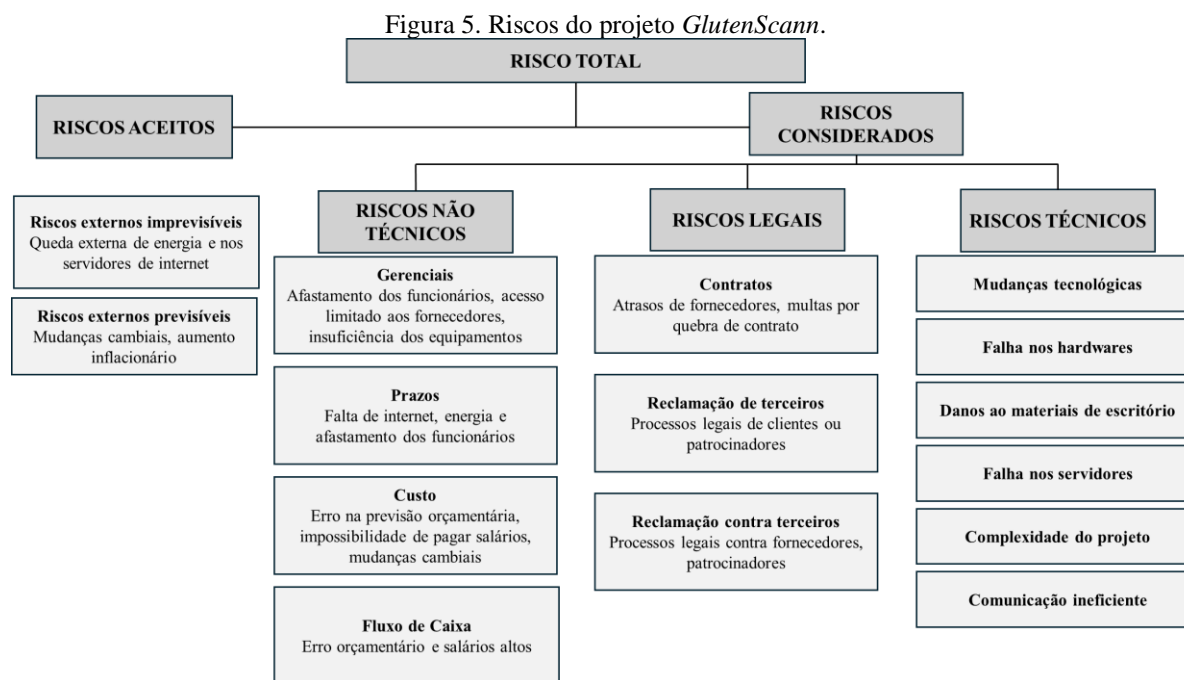 Figura 5. Riscos do projeto GlutenScann.
RISCO TOTAL
RISCOS ACEITOS
RISCOS
CONSIDERADOS
Riscos externos imprevisíveis
Queda externa de energia e nos
servidores de internet
Riscos externos previsíveis
Mudanças cambiais, aumento
inflacionário
RISCOS NÃO
TÉCNICOS
Gerenciais
Afastamento dos funcionários, acesso
limitado aos fornecedores,
insuficiência dos equipamentos
Prazos
Falta de internet, energia e
afastamento dos funcionários
Custo
Erro na previsão orçamentária,
impossibilidade de pagar salários,
mudanças cambiais
Fluxo de Caixa
Erro orçamentário e salários altos
RISCOS LEGAIS
Contratos
Atrasos de fornecedores, multas por
quebra de contrato
Reclamação de terceiros
Processos legais de clientes ou
patrocinadores
Reclamação contra terceiros
Processos legais contra fornecedores,
patrocinadores
RISCOS TÉCNICOS
Mudanças tecnológicas
Falha nos hardwares
Danos ao materiais de escritório
Falha nos servidores
Complexidade do projeto
Comunicação ineficiente